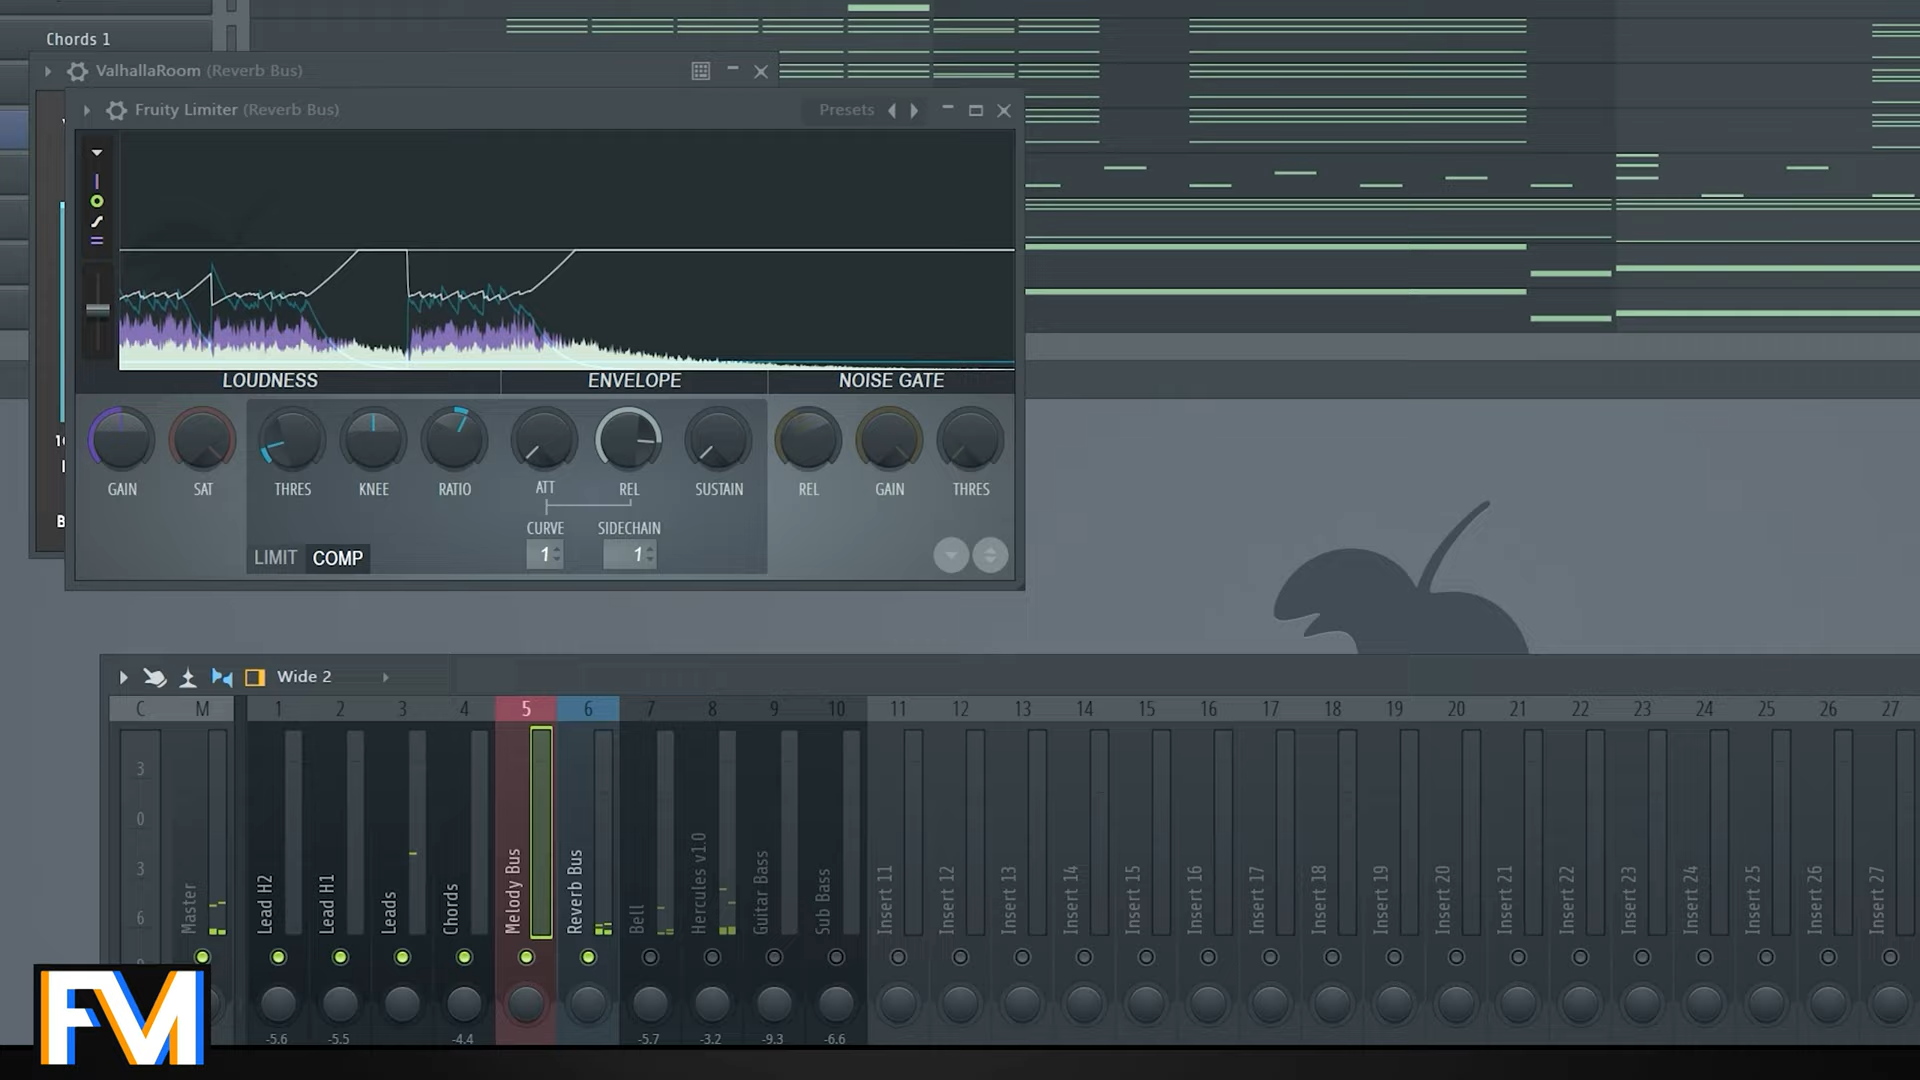 Chords 1
ValhallaRoom (Reverb Bus)
Fruity Limiter (Reverb Bus)
Presets
LOUDNESS
ENVELOPE
NOISE GATE
GAIN
SAT
THRES
KNEE
RATIO
ATT
REL
SUSTAIN
REL
GAIN
THRES
CURVE
SIDECHAIN
1
1
LIMIT
COMP
Wide 2
C M 1 2 3 4 5 6 7 8 9 10 11 12 13 14 15 16 17 18 19 20 21 22 23 24 25 26 27
3
0
3
6
Master
Lead H2
Lead H1
Leads
Chords
Melody Bus
Reverb Bus
Bell
Hercules v1.0
Guitar Bass
Sub Bass
Insert 11
Insert 12
Insert 13
Insert 14
Insert 15
Insert 16
Insert 17
Insert 18
Insert 19
Insert 20
Insert 21
Insert 22
Insert 23
Insert 24
Insert 25
Insert 26
Insert 27
-5.6 -5.5 -4.4 -5.7 -3.2 -9.3 -6.6
FM